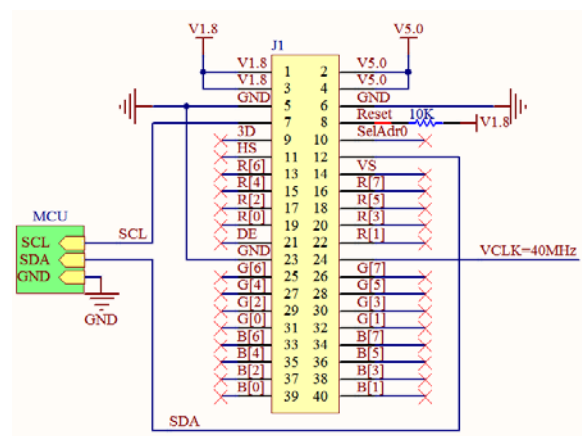 V1.8 V5.0
J1
V1.8 1 2 V5.0
V1.8 3 4 V5.0
GND 5 6 GND
7 8 Reset 10K V1.8
3D 9 10 SelAdr0
HS 11 12
R[6] 13 14 VS
R[4] 15 16 R[7]
R[2] 17 18 R[5]
R[0] 19 20 R[3]
DE 21 22 R[1]
GND 23 24 VCLK=40MHz
G[6] 25 26 G[7]
G[4] 27 28 G[5]
G[2] 29 30 G[3]
G[0] 31 32 G[1]
B[6] 33 34 B[7]
B[4] 35 36 B[5]
B[2] 37 38 B[3]
B[0] 39 40 B[1]
MCU
SCL SCL
SDA
GND
GND
SDA